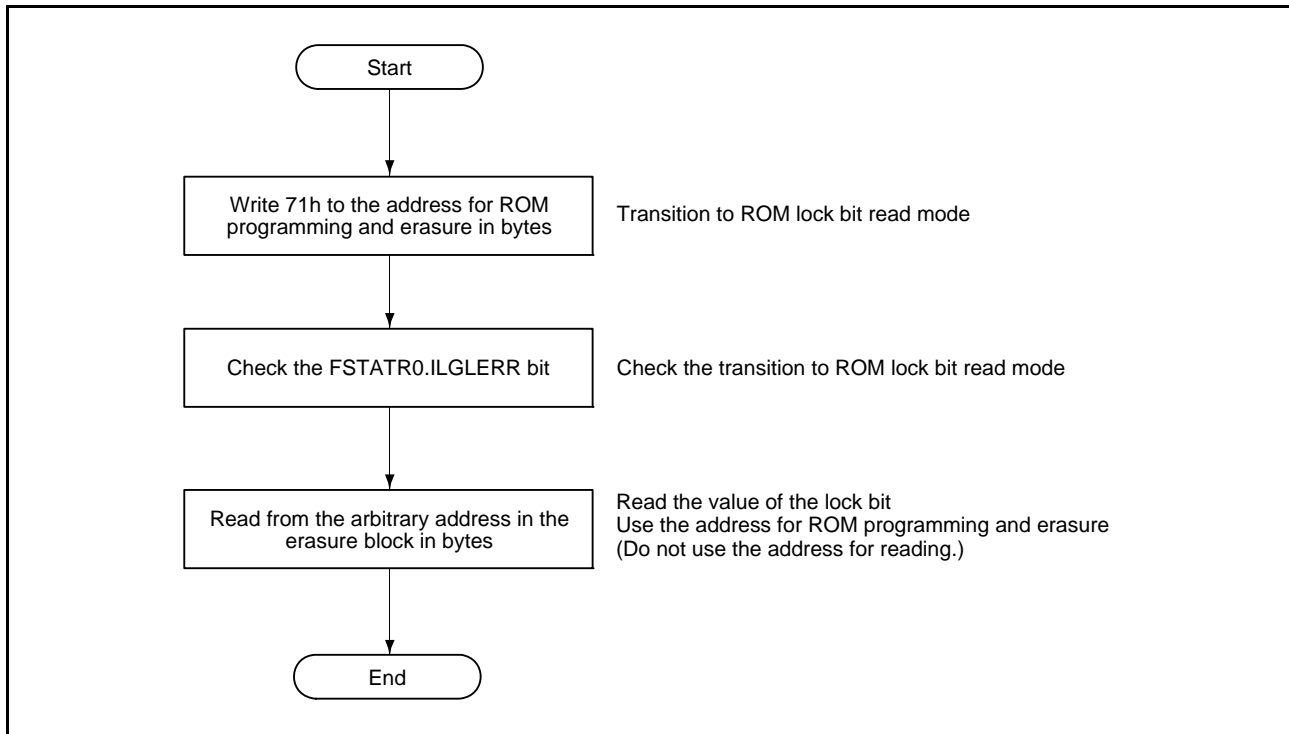 Start
Write 71h to the address for ROM
programming and erasure in bytes
Transition to ROM lock bit read mode
Check the FSTATR0.ILGLERR bit
Check the transition to ROM lock bit read mode
Read from the arbitrary address in the
erasure block in bytes
Read the value of the lock bit
Use the address for ROM programming and erasure
(Do not use the address for reading.)
End